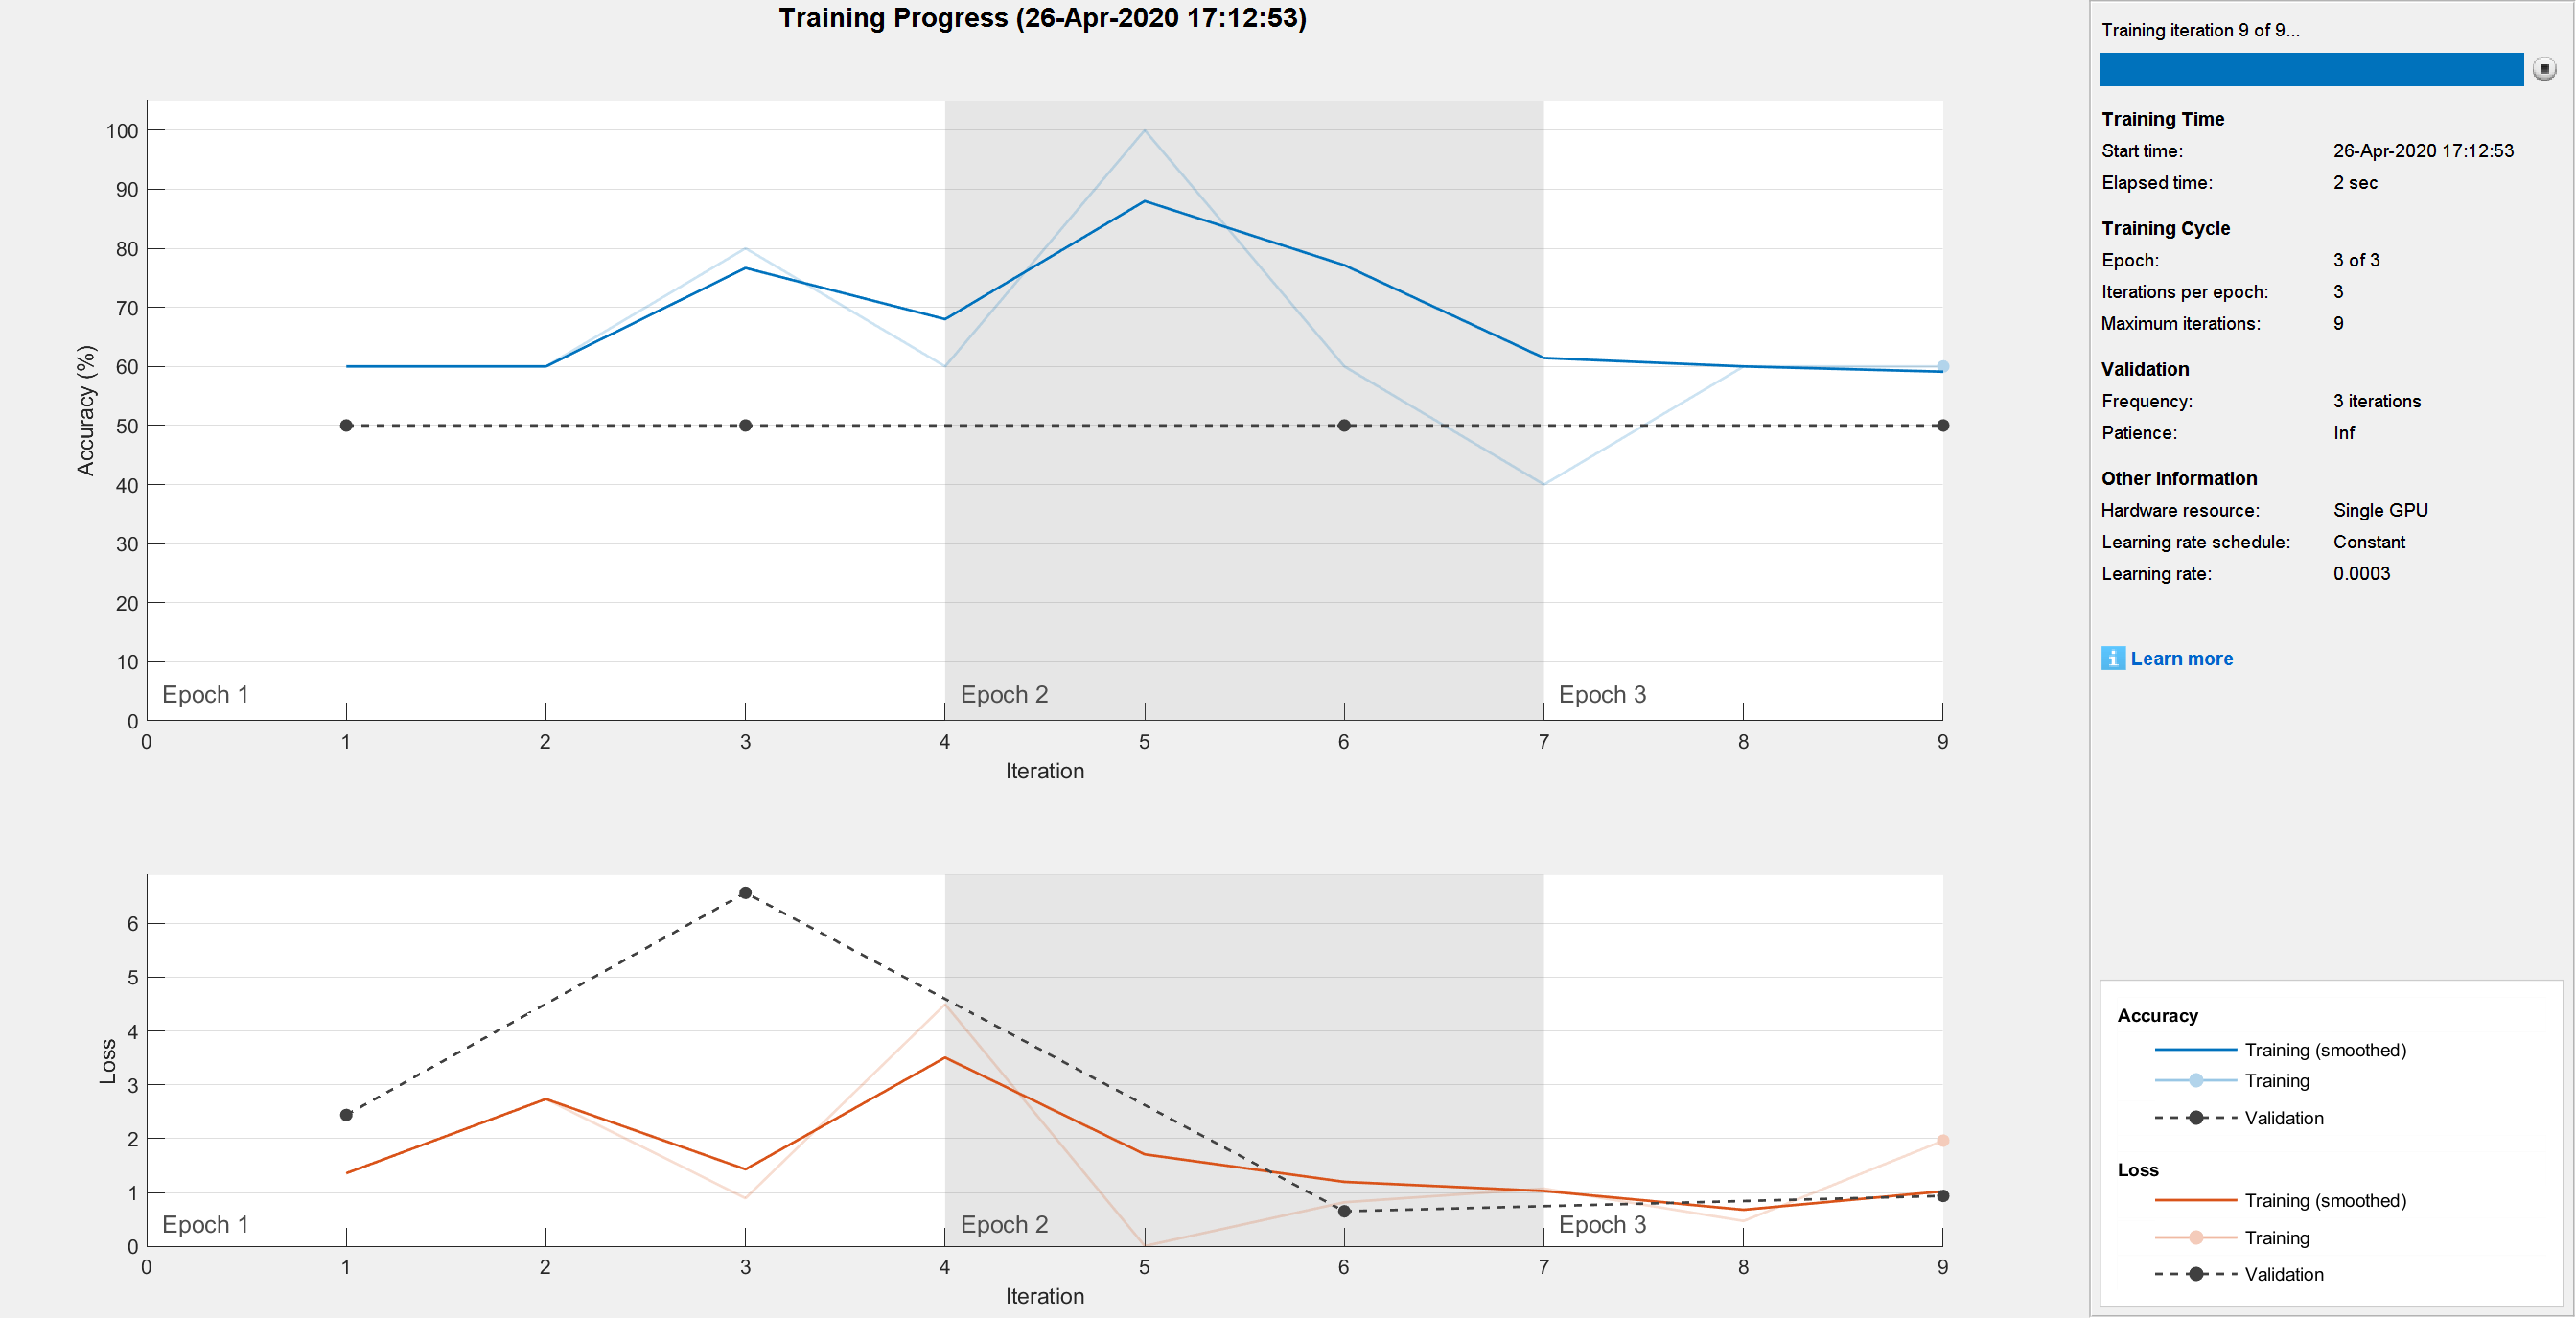 Training Progress (26-Apr-2020 17:12:53)
100
90
80
70
60
50
40
30
20
10
0
Accuracy (%)
Epoch 1
Epoch 2
Epoch 3
0 1 2 3 4 5 6 7 8 9
Iteration
6
5
4
3
2
1
0
Loss
Epoch 1
Epoch 2
Epoch 3
0 1 2 3 4 5 6 7 8 9
Iteration
Training iteration 9 of 9...
Training Time
Start time: 26-Apr-2020 17:12:53
Elapsed time: 2 sec
Training Cycle
Epoch: 3 of 3
Iterations per epoch: 3
Maximum iterations: 9
Validation
Frequency: 3 iterations
Patience: Inf
Other Information
Hardware resource: Single GPU
Learning rate schedule: Constant
Learning rate: 0.0003
i Learn more
Accuracy
Training (smoothed)
Training
Validation
Loss
Training (smoothed)
Training
Validation